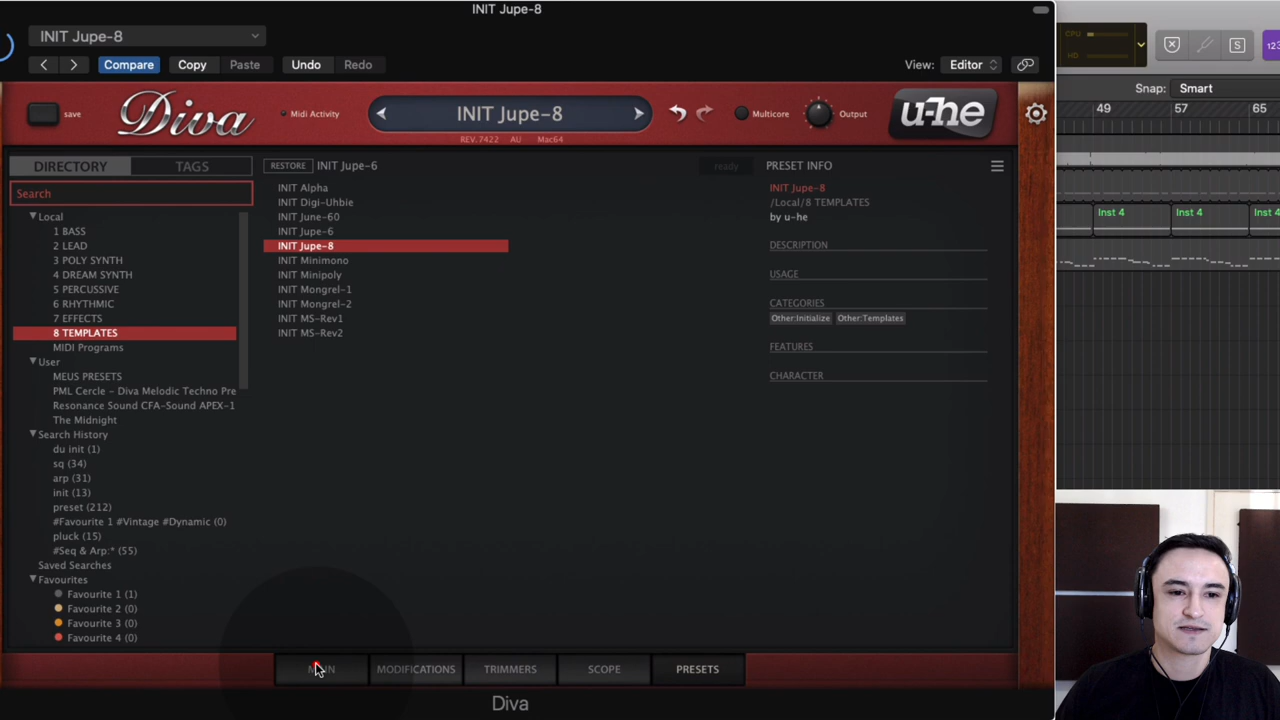 INIT Jupe-8
INIT Jupe-8
Compare Copy Paste Undo Redo View: Editor
CPU
HD
S
123
Snap: Smart
49 57 65
save Diva Midi Activity INIT Jupe-8 Multicore Output u-he
REV.7422 AU Mac64
DIRECTORY TAGS
Search
Local
1 BASS
2 LEAD
3 POLY SYNTH
4 DREAM SYNTH
5 PERCUSSIVE
6 RHYTHMIC
7 EFFECTS
8 TEMPLATES
MIDI Programs
User
MEUS PRESETS
PML Cercle - Diva Melodic Techno Pre
Resonance Sound CFA-Sound APEX-1
The Midnight
Search History
du init (1)
sq (34)
arp (31)
init (13)
preset (212)
#Favourite 1 #Vintage #Dynamic (0)
pluck (15)
#Seq & Arp:* (55)
Saved Searches
Favourites
Favourite 1 (1)
Favourite 2 (0)
Favourite 3 (0)
Favourite 4 (0)
RESTORE INIT Jupe-6 ready
INIT Alpha
INIT Digi-Uhbie
INIT June-60
INIT Jupe-6
INIT Jupe-8
INIT Minimono
INIT Minipoly
INIT Mongrel-1
INIT Mongrel-2
INIT MS-Rev1
INIT MS-Rev2
PRESET INFO
INIT Jupe-8
/Local/8 TEMPLATES
by u-he
DESCRIPTION
USAGE
CATEGORIES
Other:Initialize Other:Templates
FEATURES
CHARACTER
Inst 4 Inst 4 Inst 4
MAIN MODIFICATIONS TRIMMERS SCOPE PRESETS
Diva